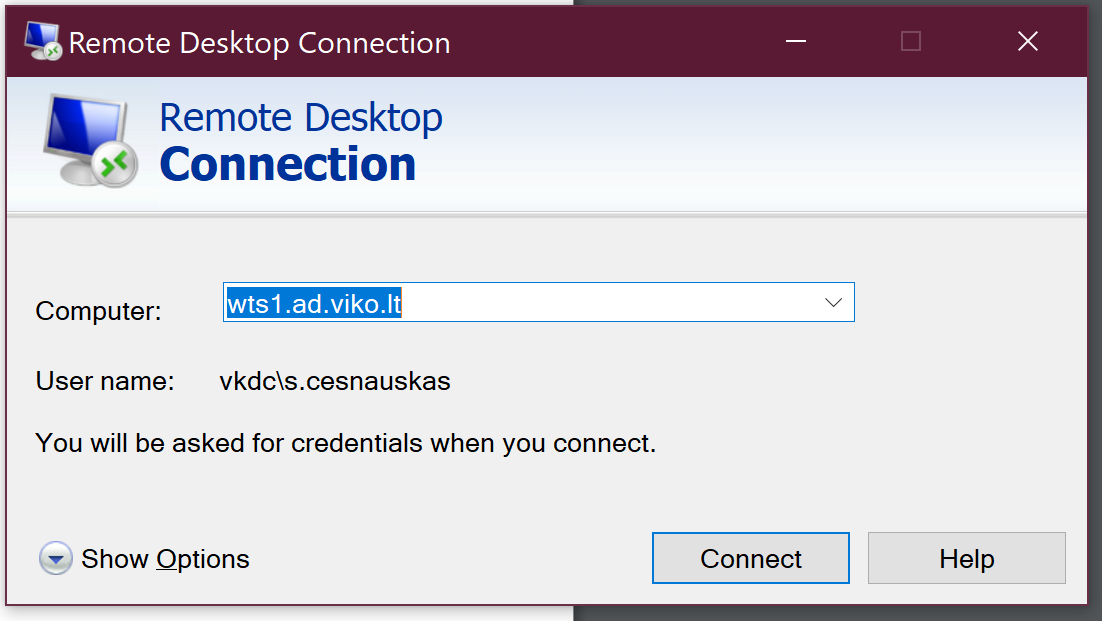 Remote Desktop Connection
Remote Desktop
Connection
Computer: wts1.ad.viko.lt
User name: vkdc\s.cesnauskas
You will be asked for credentials when you connect.
Show Options Connect Help